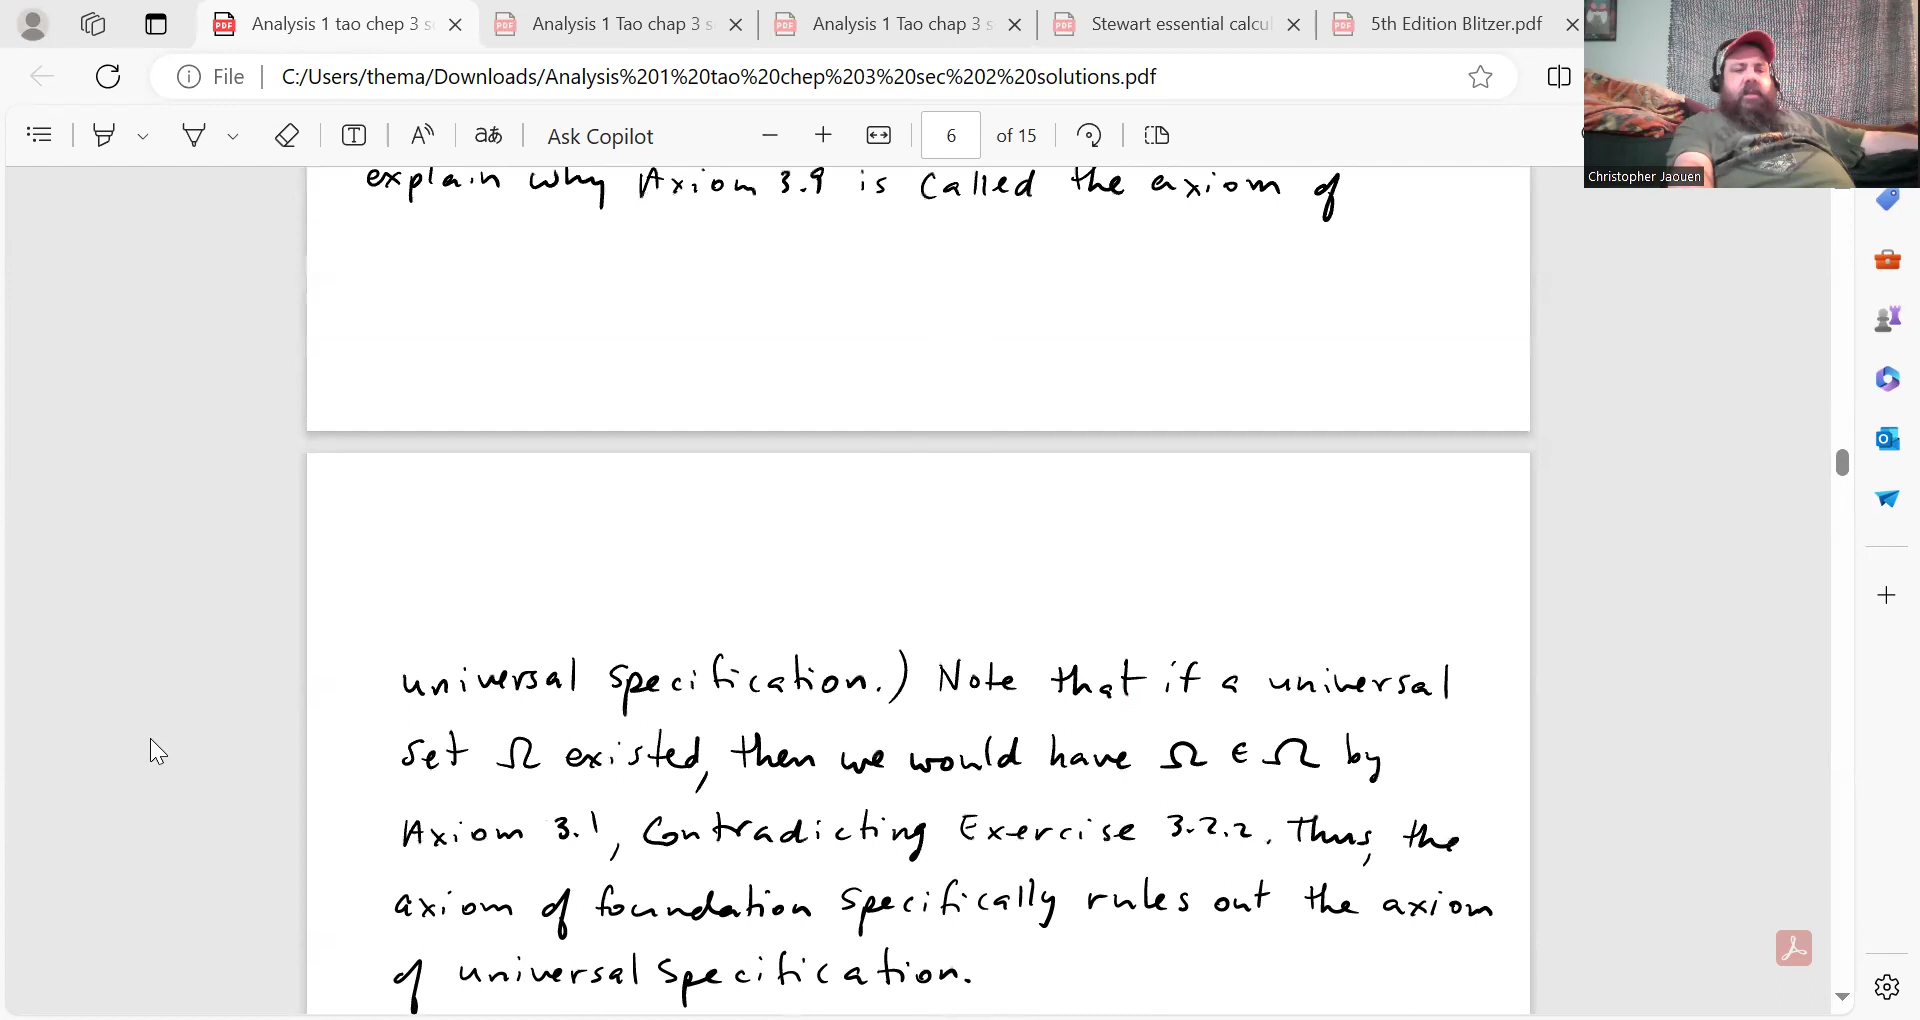 Analysis 1 tao chep 3 s
Analysis 1 Tao chap 3 s
Analysis 1 Tao chap 3 s
Stewart essential calcu
5th Edition Blitzer.pdf
File
C:/Users/thema/Downloads/Analysis%201%20tao%20chep%203%20sec%202%20solutions.pdf
Ask Copilot
6 of 15
Christopher Jaouen
explain why Axiom 3.9 is called the axiom of
universal specification.) Note that if a universal
set Ω existed, then we would have Ω ∈ Ω by
Axiom 3.1, contradicting Exercise 3.2.2. Thus, the
axiom of foundation specifically rules out the axiom
of universal specification.